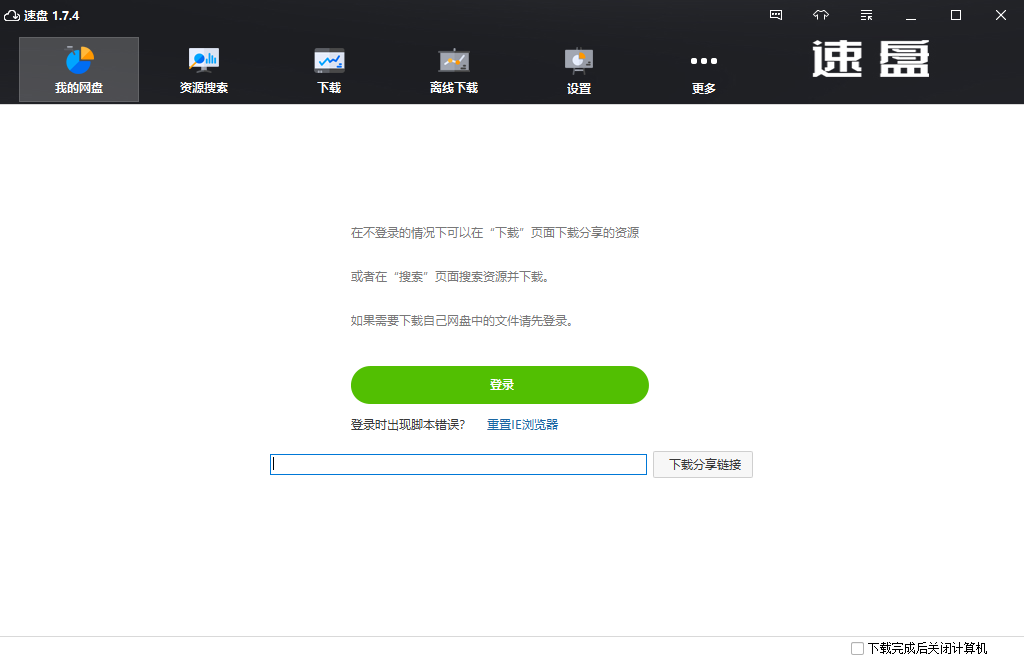 速盘 1.7.4
我的网盘
资源搜索
下载
离线下载
设置
更多
速盘
在不登录的情况下可以在“下载”页面下载分享的资源
或者在“搜索”页面搜索资源并下载。
如果需要下载自己网盘中的文件请先登录。
登录
登录时出现脚本错误? 重置IE浏览器
下载分享链接
下载完成后关闭计算机